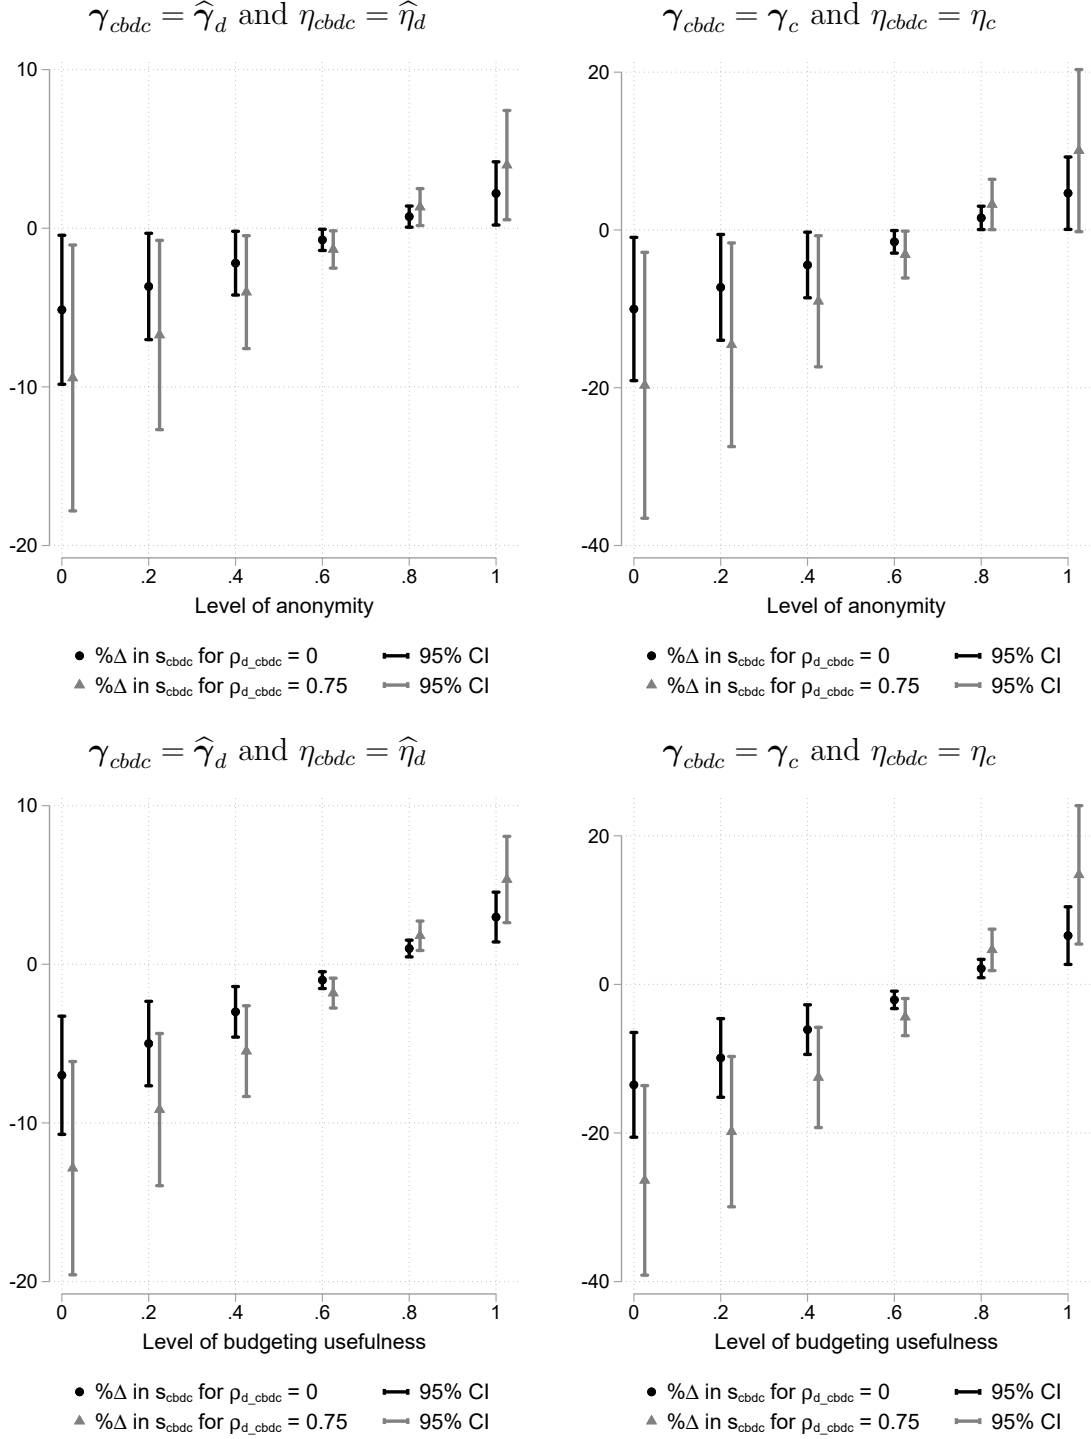 γ_cbdc = γ̂_d and η_cbdc = η̂_d
10
0
-10
-20
0 .2 .4 .6 .8 1
Level of anonymity
%Δ in s_cbdc for ρ_d_cbdc = 0 95% CI
%Δ in s_cbdc for ρ_d_cbdc = 0.75 95% CI
γ_cbdc = γ_c and η_cbdc = η_c
20
0
-20
-40
0 .2 .4 .6 .8 1
Level of anonymity
%Δ in s_cbdc for ρ_d_cbdc = 0 95% CI
%Δ in s_cbdc for ρ_d_cbdc = 0.75 95% CI
γ_cbdc = γ̂_d and η_cbdc = η̂_d
10
0
-10
-20
0 .2 .4 .6 .8 1
Level of budgeting usefulness
%Δ in s_cbdc for ρ_d_cbdc = 0 95% CI
%Δ in s_cbdc for ρ_d_cbdc = 0.75 95% CI
γ_cbdc = γ_c and η_cbdc = η_c
20
0
-20
-40
0 .2 .4 .6 .8 1
Level of budgeting usefulness
%Δ in s_cbdc for ρ_d_cbdc = 0 95% CI
%Δ in s_cbdc for ρ_d_cbdc = 0.75 95% CI